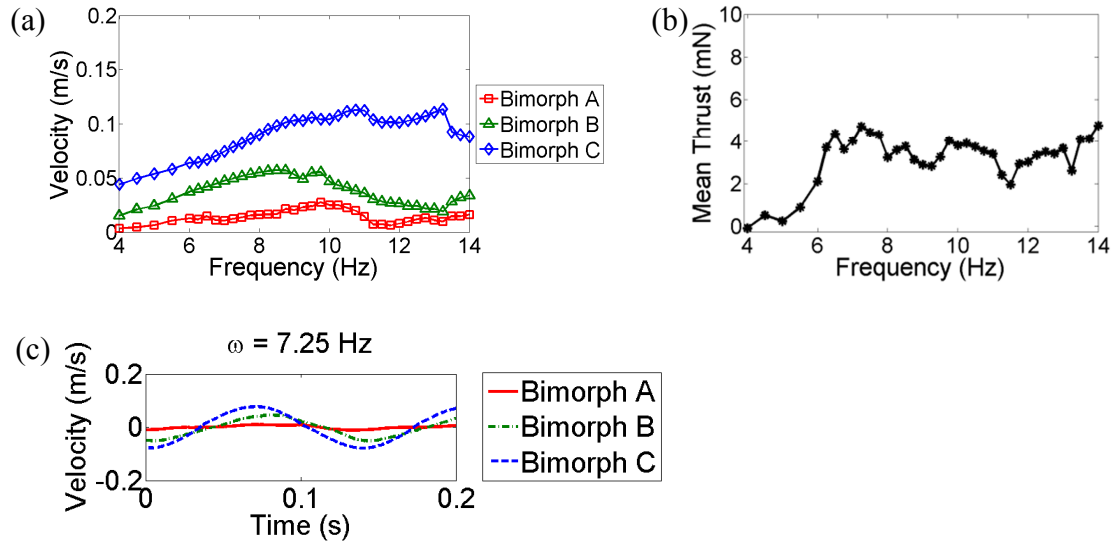 (a)
Velocity (m/s)
0.2
0.15
0.1
0.05
0
4
6
8
10
12
14
Frequency (Hz)
Bimorph A
Bimorph B
Bimorph C
(b)
Mean Thrust (mN)
10
8
6
4
2
0
4
6
8
10
12
14
Frequency (Hz)
(c)
ω = 7.25 Hz
Velocity (m/s)
0.2
0
-0.2
0
0.1
0.2
Time (s)
Bimorph A
Bimorph B
Bimorph C